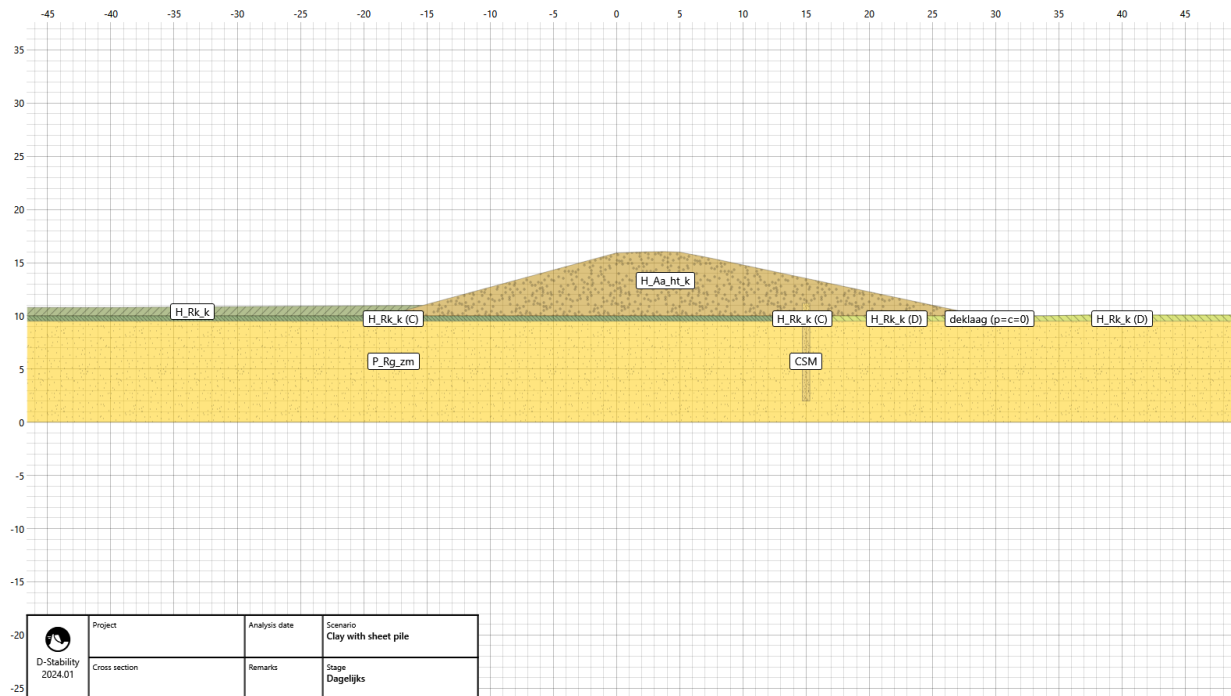 -45 -40 -35 -30 -25 -20 -15 -10 -5 0 5 10 15 20 25 30 35 40 45
35
30
25
20
15
H_Aa_ht_k
10
H_Rk_k
H_Rk_k (C)
H_Rk_k (C)
H_Rk_k (D)
deklaag (p=c=0)
H_Rk_k (D)
5
P_Rg_zm
CSM
0
-5
-10
-15
-20
-25
D-Stability
2024.01
Project
Analysis date
Scenario
Clay with sheet pile
Cross section
Remarks
Stage
Dagelijks